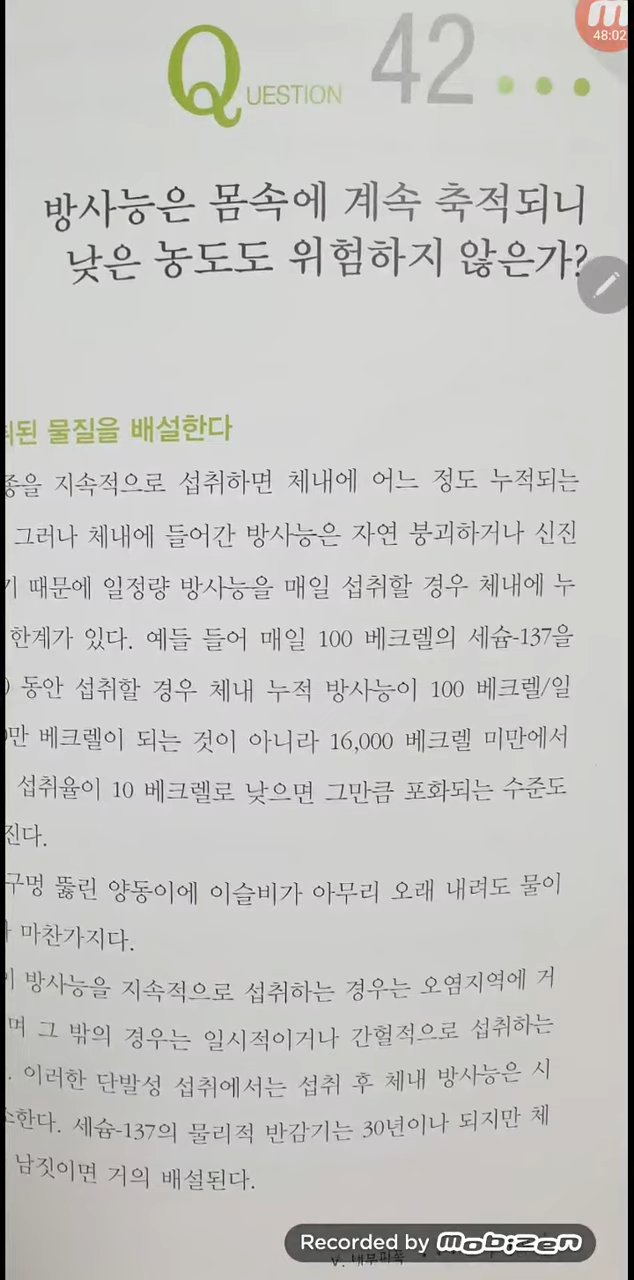 48:02
QUESTION 42
방사능은 몸속에 계속 축적되니
낮은 농도도 위험하지 않은가?
된 물질을 배설한다
종을 지속적으로 섭취하면 체내에 어느 정도 누적되는
그러나 체내에 들어간 방사능은 자연 붕괴하거나 신진
기 때문에 일정량 방사능을 매일 섭취할 경우 체내에 누
한계가 있다. 예들 들어 매일 100 베크렐의 세슘-137을
) 동안 섭취할 경우 체내 누적 방사능이 100 베크렐/일
만 베크렐이 되는 것이 아니라 16,000 베크렐 미만에서
섭취율이 10 베크렐로 낮으면 그만큼 포화되는 수준도
진다.
구멍 뚫린 양동이에 이슬비가 아무리 오래 내려도 물이
마찬가지다.
방사능을 지속적으로 섭취하는 경우는 오염지역에 거
며 그 밖의 경우는 일시적이거나 간헐적으로 섭취하는
. 이러한 단발성 섭취에서는 섭취 후 체내 방사능은 시
한다. 세슘-137의 물리적 반감기는 30년이나 되지만 체
남짓이면 거의 배설된다.
Recorded by mobizen
V. 내부피폭